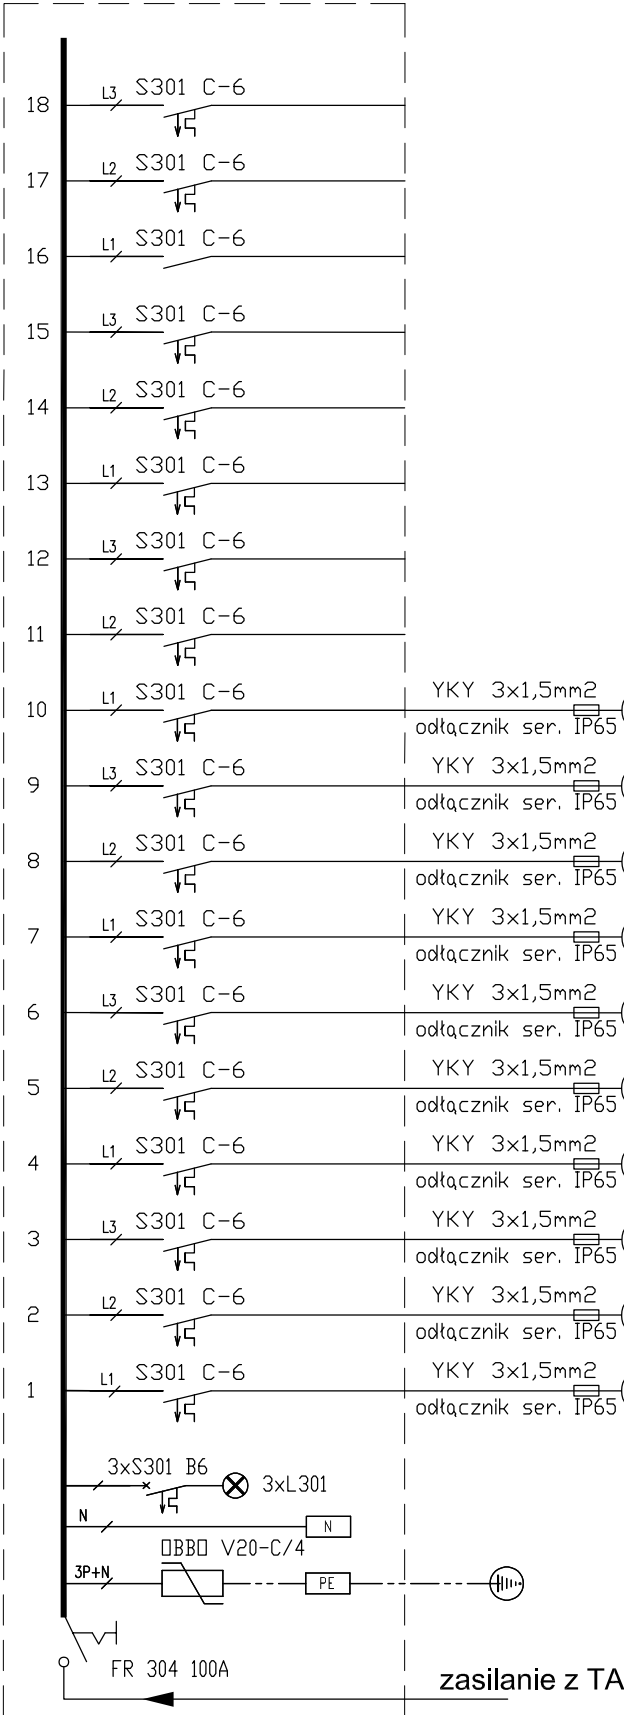 18 L3 S301 C-6
17 L2 S301 C-6
16 L1 S301 C-6
15 L3 S301 C-6
14 L2 S301 C-6
13 L1 S301 C-6
12 L3 S301 C-6
11 L2 S301 C-6
10 L1 S301 C-6 YKY 3x1,5mm2
odłącznik ser. IP65
9 L3 S301 C-6 YKY 3x1,5mm2
odłącznik ser. IP65
8 L2 S301 C-6 YKY 3x1,5mm2
odłącznik ser. IP65
7 L1 S301 C-6 YKY 3x1,5mm2
odłącznik ser. IP65
6 L3 S301 C-6 YKY 3x1,5mm2
odłącznik ser. IP65
5 L2 S301 C-6 YKY 3x1,5mm2
odłącznik ser. IP65
4 L1 S301 C-6 YKY 3x1,5mm2
odłącznik ser. IP65
3 L3 S301 C-6 YKY 3x1,5mm2
odłącznik ser. IP65
2 L2 S301 C-6 YKY 3x1,5mm2
odłącznik ser. IP65
1 L1 S301 C-6 YKY 3x1,5mm2
odłącznik ser. IP65
3xS301 B6 3xL301
N N
OBBO V20-C/4
3P+N PE
FR 304 100A
zasilanie z TA